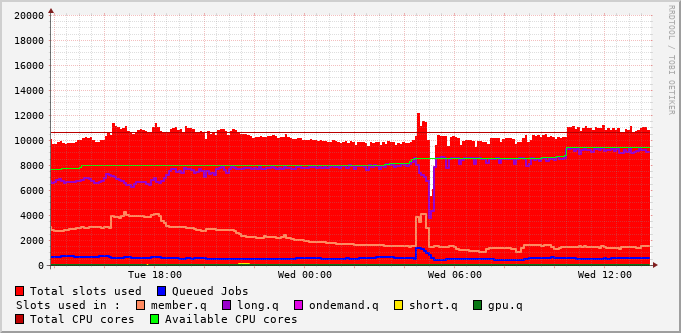 20000
18000
16000
14000
12000
10000
8000
6000
4000
2000
0
Tue 18:00 Wed 00:00 Wed 06:00 Wed 12:00
RRDTOOL / TOBI OETIKER
Total slots used Queued Jobs
Slots used in : member.q long.q ondemand.q short.q gpu.q
Total CPU cores Available CPU cores